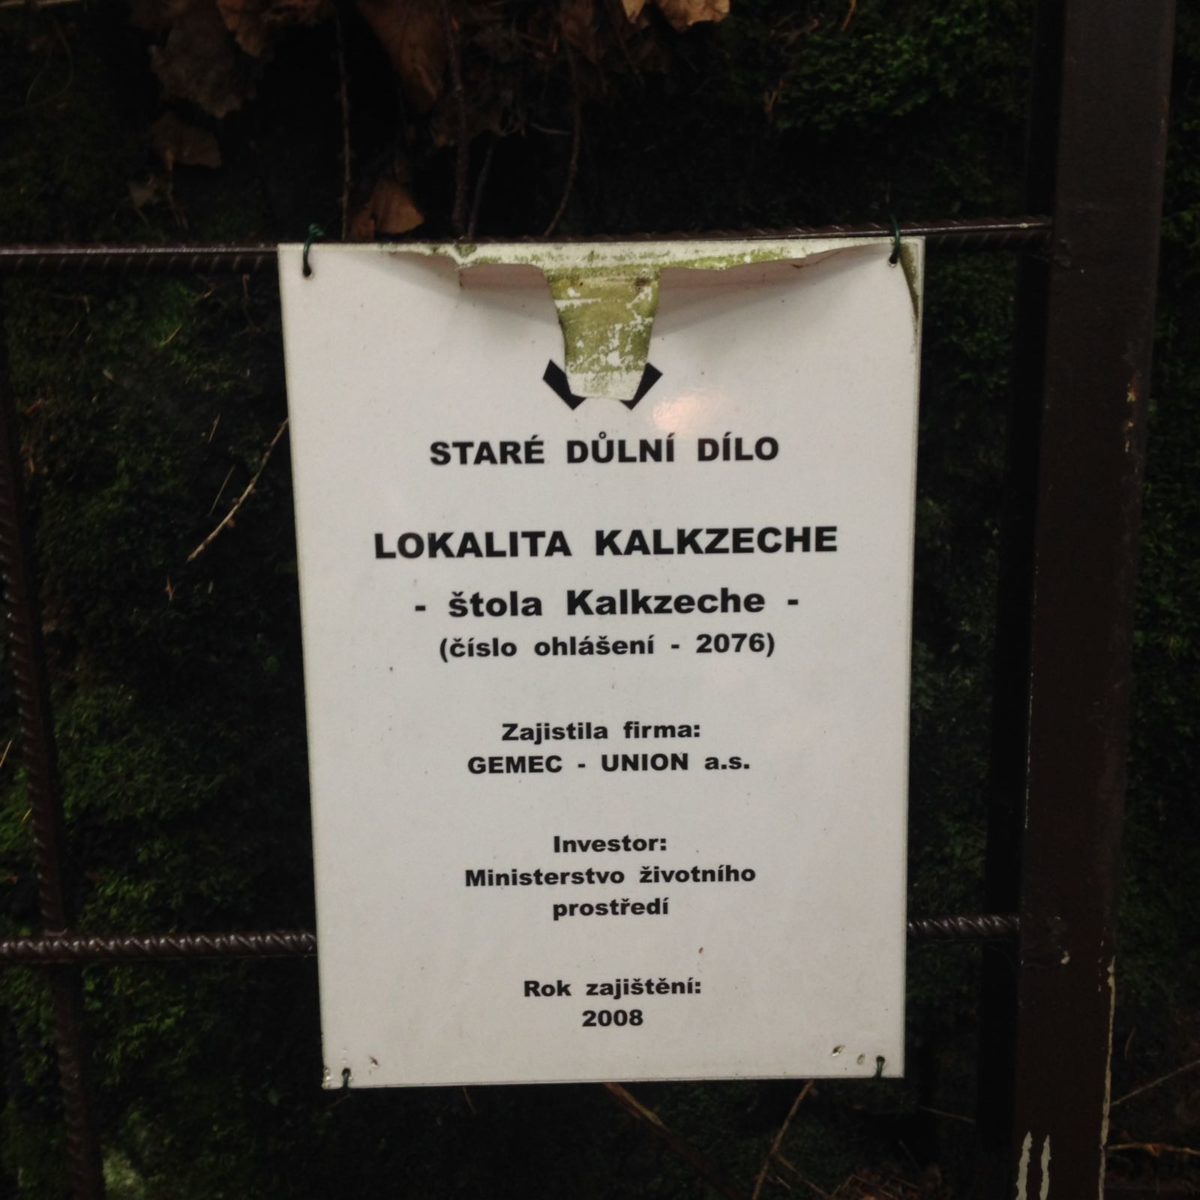 STARÉ DŮLNÍ DÍLO
LOKALITA KALKZECHE
- štola Kalkzeche -
(číslo ohlášení - 2076)
Zajistila firma:
GEMEC - UNION a.s.
Investor:
Ministerstvo životního
prostředí
Rok zajištění:
2008